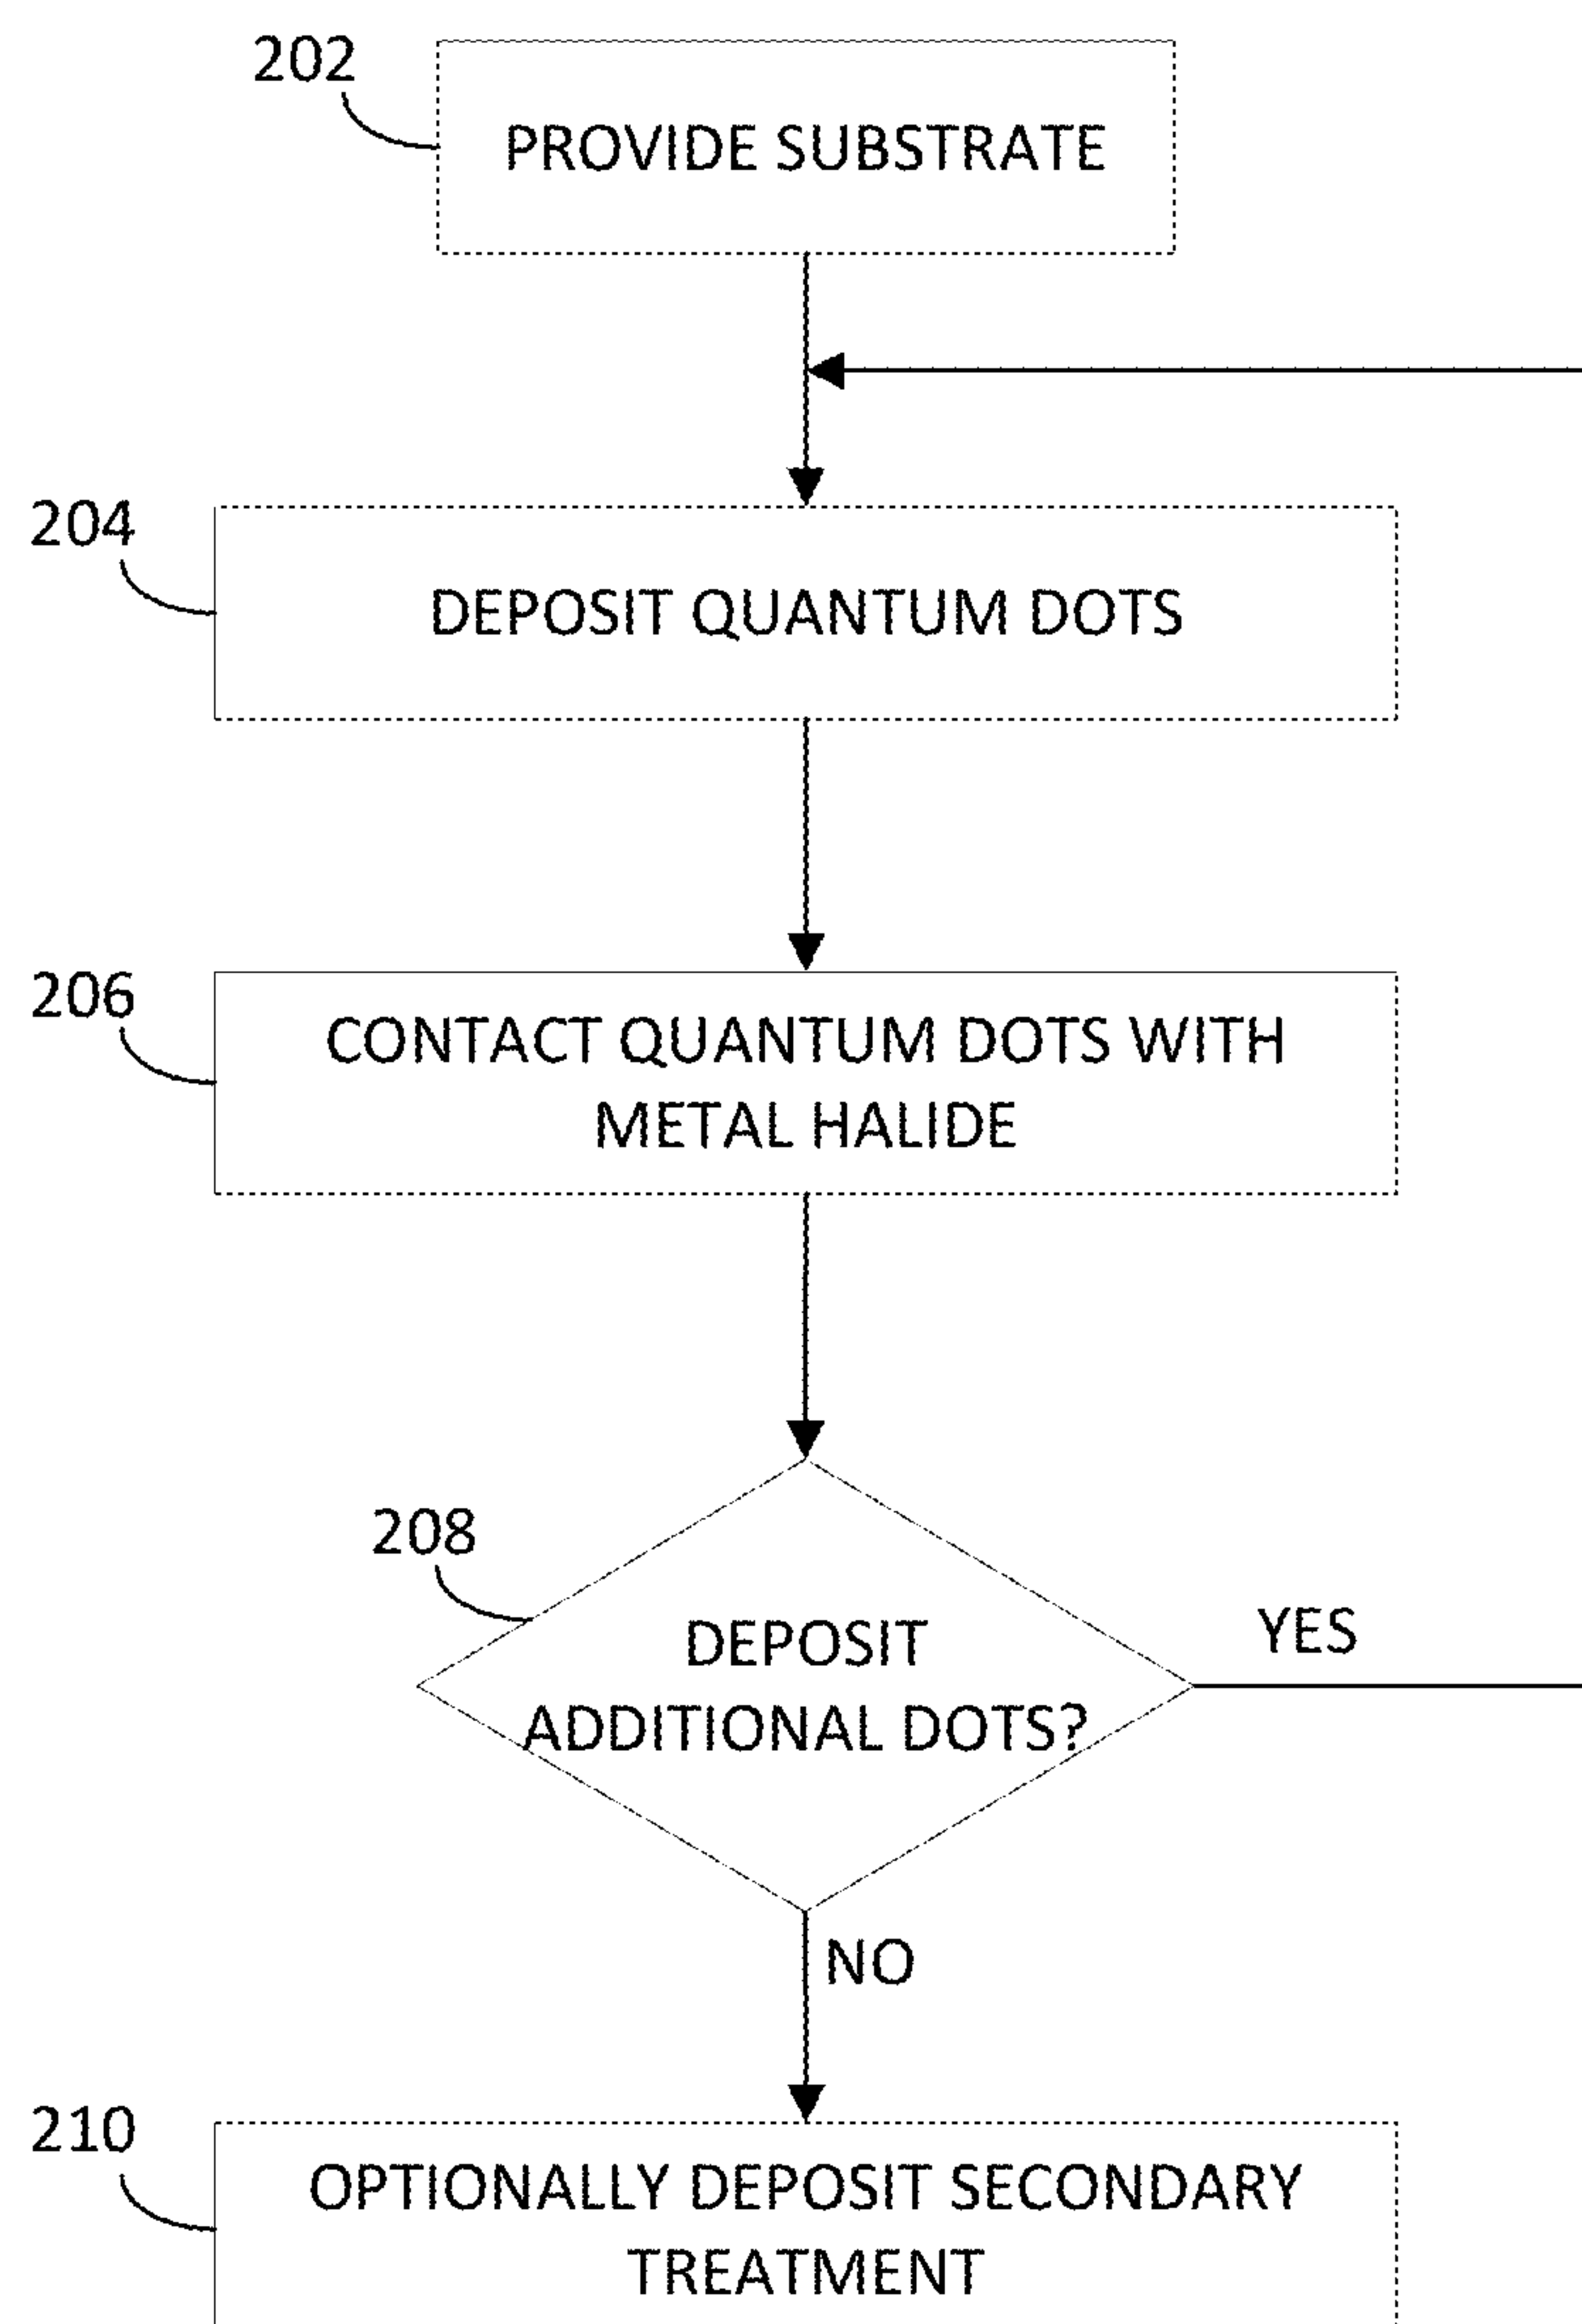 202
PROVIDE SUBSTRATE
204
DEPOSIT QUANTUM DOTS
206
CONTACT QUANTUM DOTS WITH
METAL HALIDE
208
DEPOSIT
ADDITIONAL DOTS?
YES
NO
210
OPTIONALLY DEPOSIT SECONDARY
TREATMENT